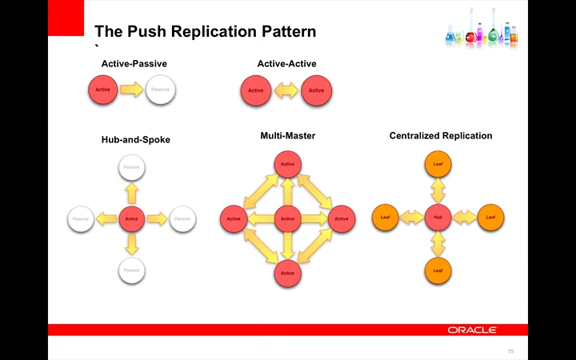 The Push Replication Pattern
`
Active-Passive
Active-Active
Active
Passive
Active
Active
Hub-and-Spoke
Multi-Master
Centralized Replication
Passive
Passive
Active
Passive
Passive
Active
Active
Active
Active
Active
Leaf
Leaf
Hub
Leaf
Leaf
ORACLE
35